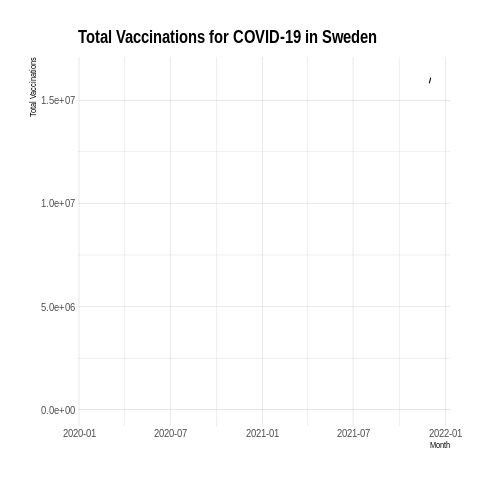 Total Vaccinations for COVID-19 in Sweden
Total Vaccinations
1.5e+07
1.0e+07
5.0e+06
0.0e+00
2020-01 2020-07 2021-01 2021-07 2022-01
Month